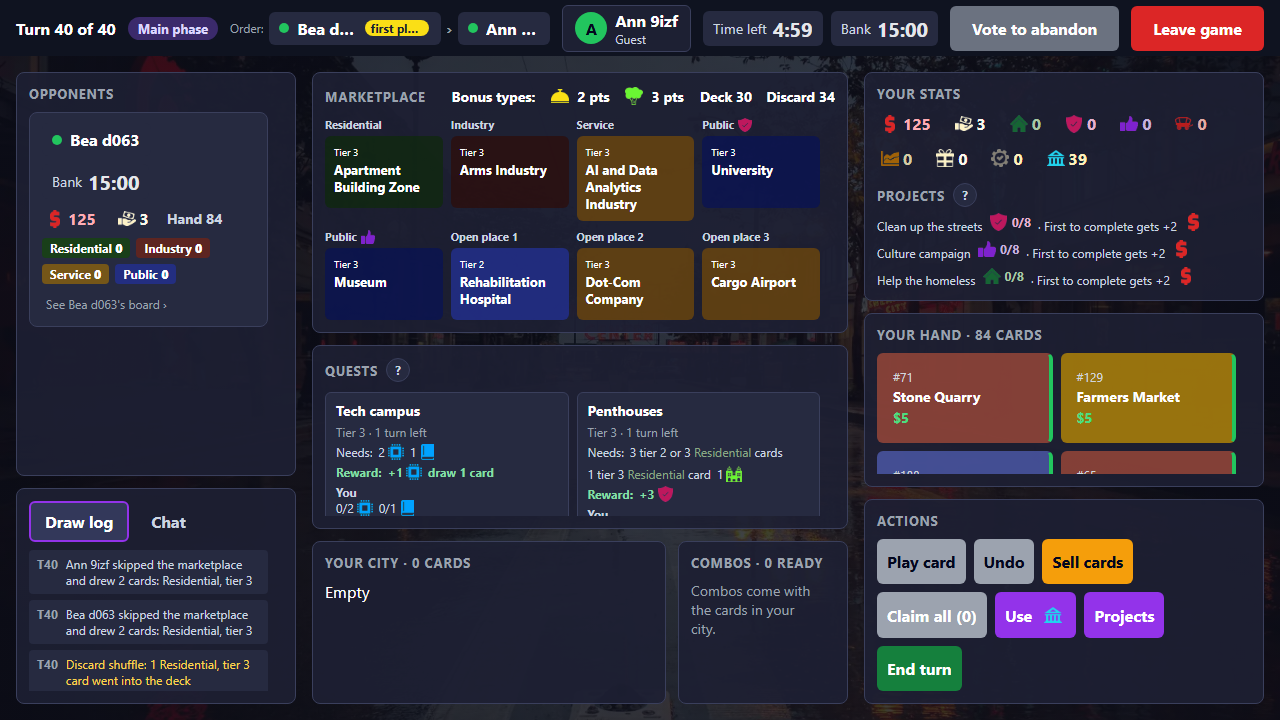 Turn 40 of 40 Main phase Order: Bea d... first pl... › Ann ... A Ann 9izf Guest Time left 4:59 Bank 15:00 Vote to abandon Leave game
OPPONENTS
Bea d063
Bank 15:00
125 3 Hand 84
Residential 0 Industry 0
Service 0 Public 0
See Bea d063's board ›
Draw log Chat
T40 Ann 9izf skipped the marketplace
and drew 2 cards: Residential, tier 3
T40 Bea d063 skipped the marketplace
and drew 2 cards: Residential, tier 3
T40 Discard shuffle: 1 Residential, tier 3
card went into the deck
MARKETPLACE Bonus types: 2 pts 3 pts Deck 30 Discard 34
Residential Industry Service Public
Tier 3 Apartment Building Zone
Tier 3 Arms Industry
Tier 3 AI and Data Analytics Industry
Tier 3 University
Public Open place 1 Open place 2 Open place 3
Tier 3 Museum
Tier 2 Rehabilitation Hospital
Tier 3 Dot-Com Company
Tier 3 Cargo Airport
QUESTS ?
Tech campus
Tier 3 · 1 turn left
Needs: 2 1
Reward: +1 draw 1 card
You
0/2 0/1
Penthouses
Tier 3 · 1 turn left
Needs: 3 tier 2 or 3 Residential cards
1 tier 3 Residential card 1
Reward: +3
You
YOUR CITY · 0 CARDS
Empty
COMBOS · 0 READY
Combos come with
the cards in your
city.
YOUR STATS
125 3 0 0 0 0
0 0 0 39
PROJECTS ?
Clean up the streets 0/8 · First to complete gets +2
Culture campaign 0/8 · First to complete gets +2
Help the homeless 0/8 · First to complete gets +2
YOUR HAND · 84 CARDS
#71
Stone Quarry
$5
#129
Farmers Market
$5
ACTIONS
Play card Undo Sell cards
Claim all (0) Use Projects
End turn